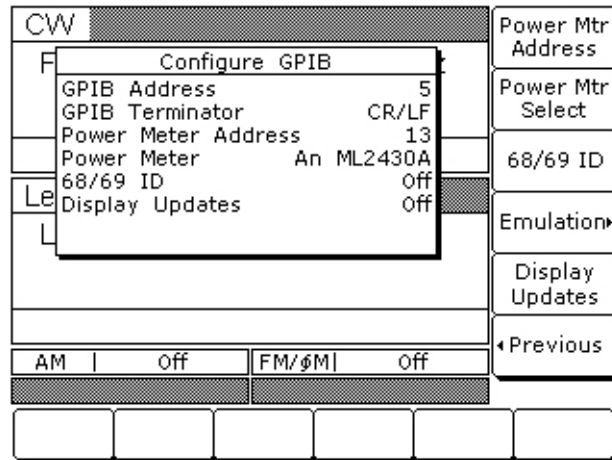 CW
F
Configure GPIB
GPIB Address 5
GPIB Terminator CR/LF
Power Meter Address 13
Power Meter An ML2430A
68/69 ID Off
Display Updates Off
Le
L
AM | Off
FM/ϕM| Off
Power Mtr
Address
Power Mtr
Select
68/69 ID
Emulation▸
Display
Updates
◂Previous